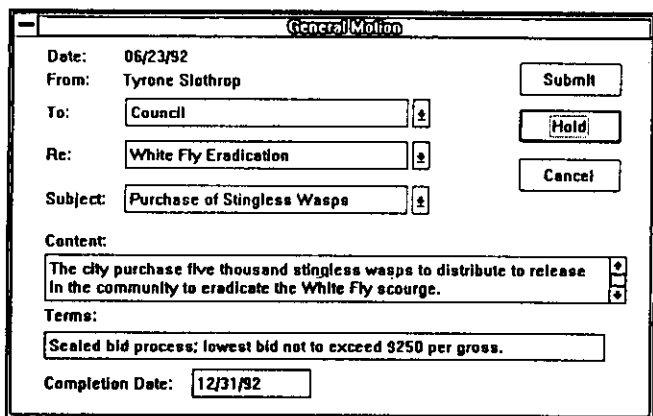 General Motion
Date: 06/23/92
From: Tyrone Slothrop
Submit
To: Council
Hold
Re: White Fly Eradication
Cancel
Subject: Purchase of Stingless Wasps
Content:
The city purchase five thousand stingless wasps to distribute to release
in the community to eradicate the White Fly scourge.
Terms:
Sealed bid process; lowest bid not to exceed $250 per gross.
Completion Date: 12/31/92